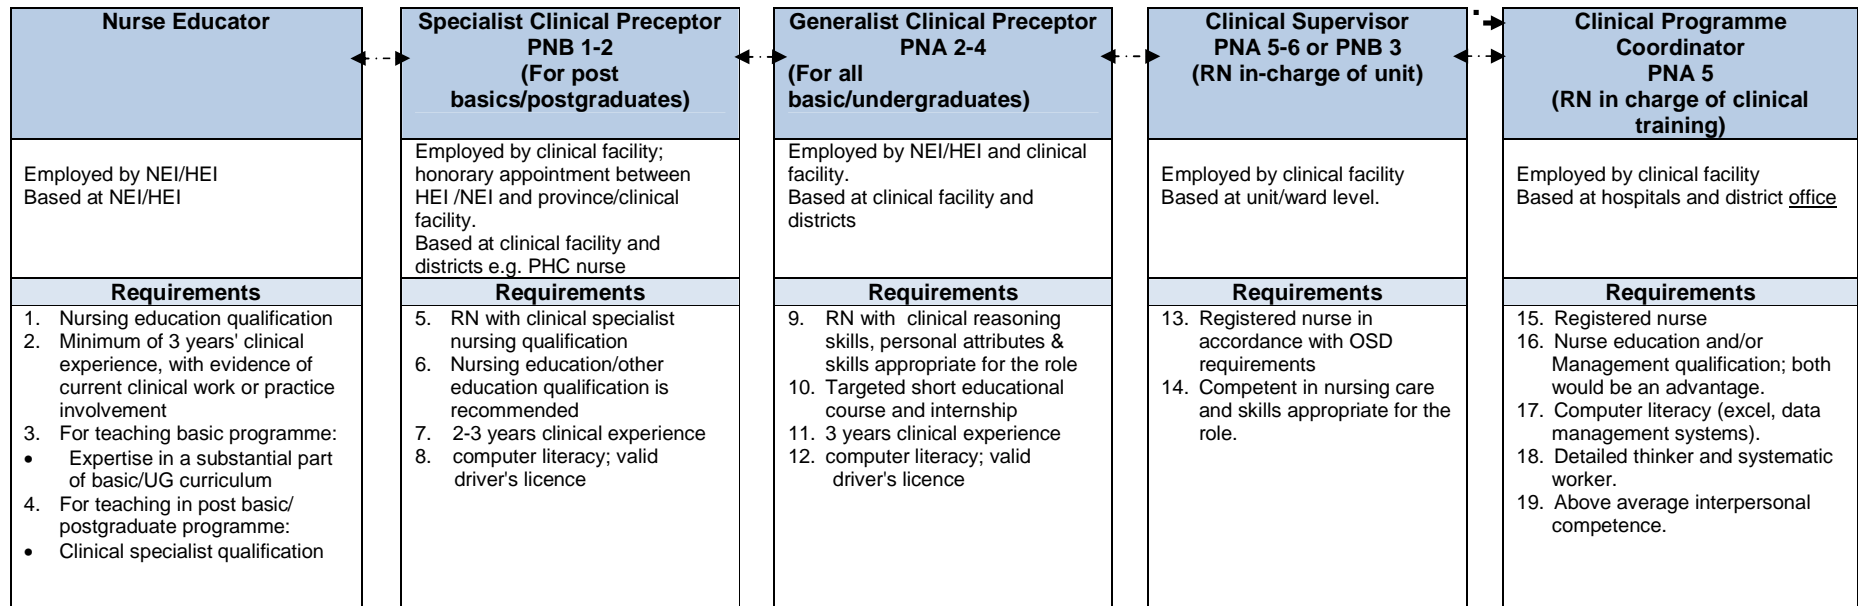 Nurse Educator
Employed by NEI/HEI
Based at NEI/HEI
Requirements
1. Nursing education qualification
2. Minimum of 3 years' clinical
experience, with evidence of
current clinical work or practice
involvement
3. For teaching basic programme:
• Expertise in a substantial part
of basic/UG curriculum
4. For teaching in post basic/
postgraduate programme:
• Clinical specialist qualification
Specialist Clinical Preceptor
PNB 1-2
(For post
basics/postgraduates)
Employed by clinical facility;
honorary appointment between
HEI /NEI and province/clinical
facility.
Based at clinical facility and
districts e.g. PHC nurse
Requirements
5. RN with clinical specialist
nursing qualification
6. Nursing education/other
education qualification is
recommended
7. 2-3 years clinical experience
8. computer literacy; valid
driver's licence
Generalist Clinical Preceptor
PNA 2-4
(For all
basic/undergraduates)
Employed by NEI/HEI and clinical
facility.
Based at clinical facility and
districts
Requirements
9. RN with clinical reasoning
skills, personal attributes &
skills appropriate for the role
10. Targeted short educational
course and internship
11. 3 years clinical experience
12. computer literacy; valid
driver's licence
Clinical Supervisor
PNA 5-6 or PNB 3
(RN in-charge of unit)
Employed by clinical facility
Based at unit/ward level.
Requirements
13. Registered nurse in
accordance with OSD
requirements
14. Competent in nursing care
and skills appropriate for the
role.
Clinical Programme
Coordinator
PNA 5
(RN in charge of clinical
training)
Employed by clinical facility
Based at hospitals and district office
Requirements
15. Registered nurse
16. Nurse education and/or
Management qualification; both
would be an advantage.
17. Computer literacy (excel, data
management systems).
18. Detailed thinker and systematic
worker.
19. Above average interpersonal
competence.